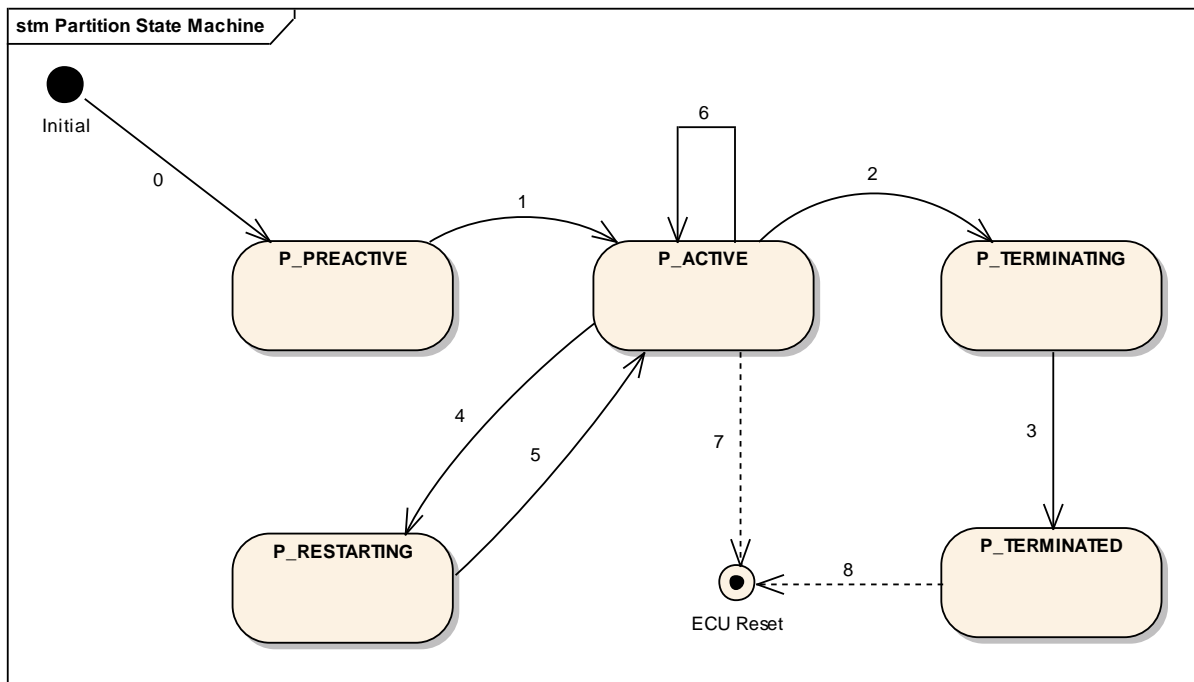 stm Partition State Machine
Initial
0
1
6
2
P_PREACTIVE
P_ACTIVE
P_TERMINATING
4
5
7
3
P_RESTARTING
P_TERMINATED
8
ECU Reset